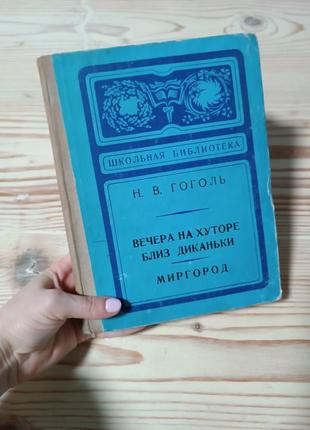 ШКОЛЬНАЯ БИБЛИОТЕКА
Н. В. ГОГОЛЬ
ВЕЧЕРА НА ХУТОРЕ
БЛИЗ ДИКАНЬКИ
МИРГОРОД